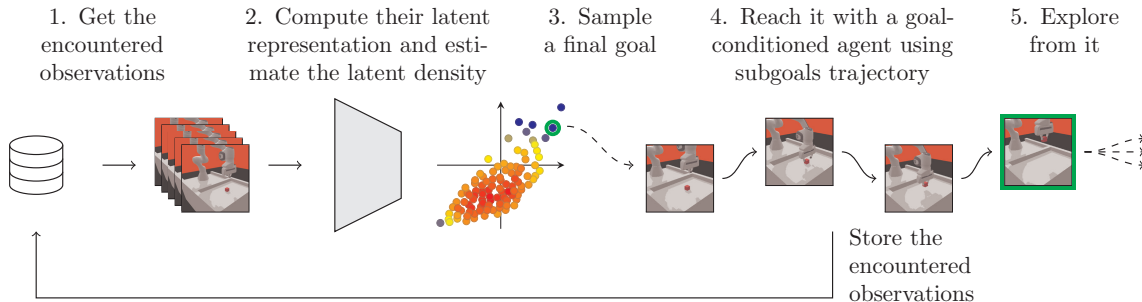 1. Get the
encountered
observations
2. Compute their latent
representation and esti-
mate the latent density
3. Sample
a final goal
4. Reach it with a goal-
conditioned agent using
subgoals trajectory
5. Explore
from it
Store the
encountered
observations